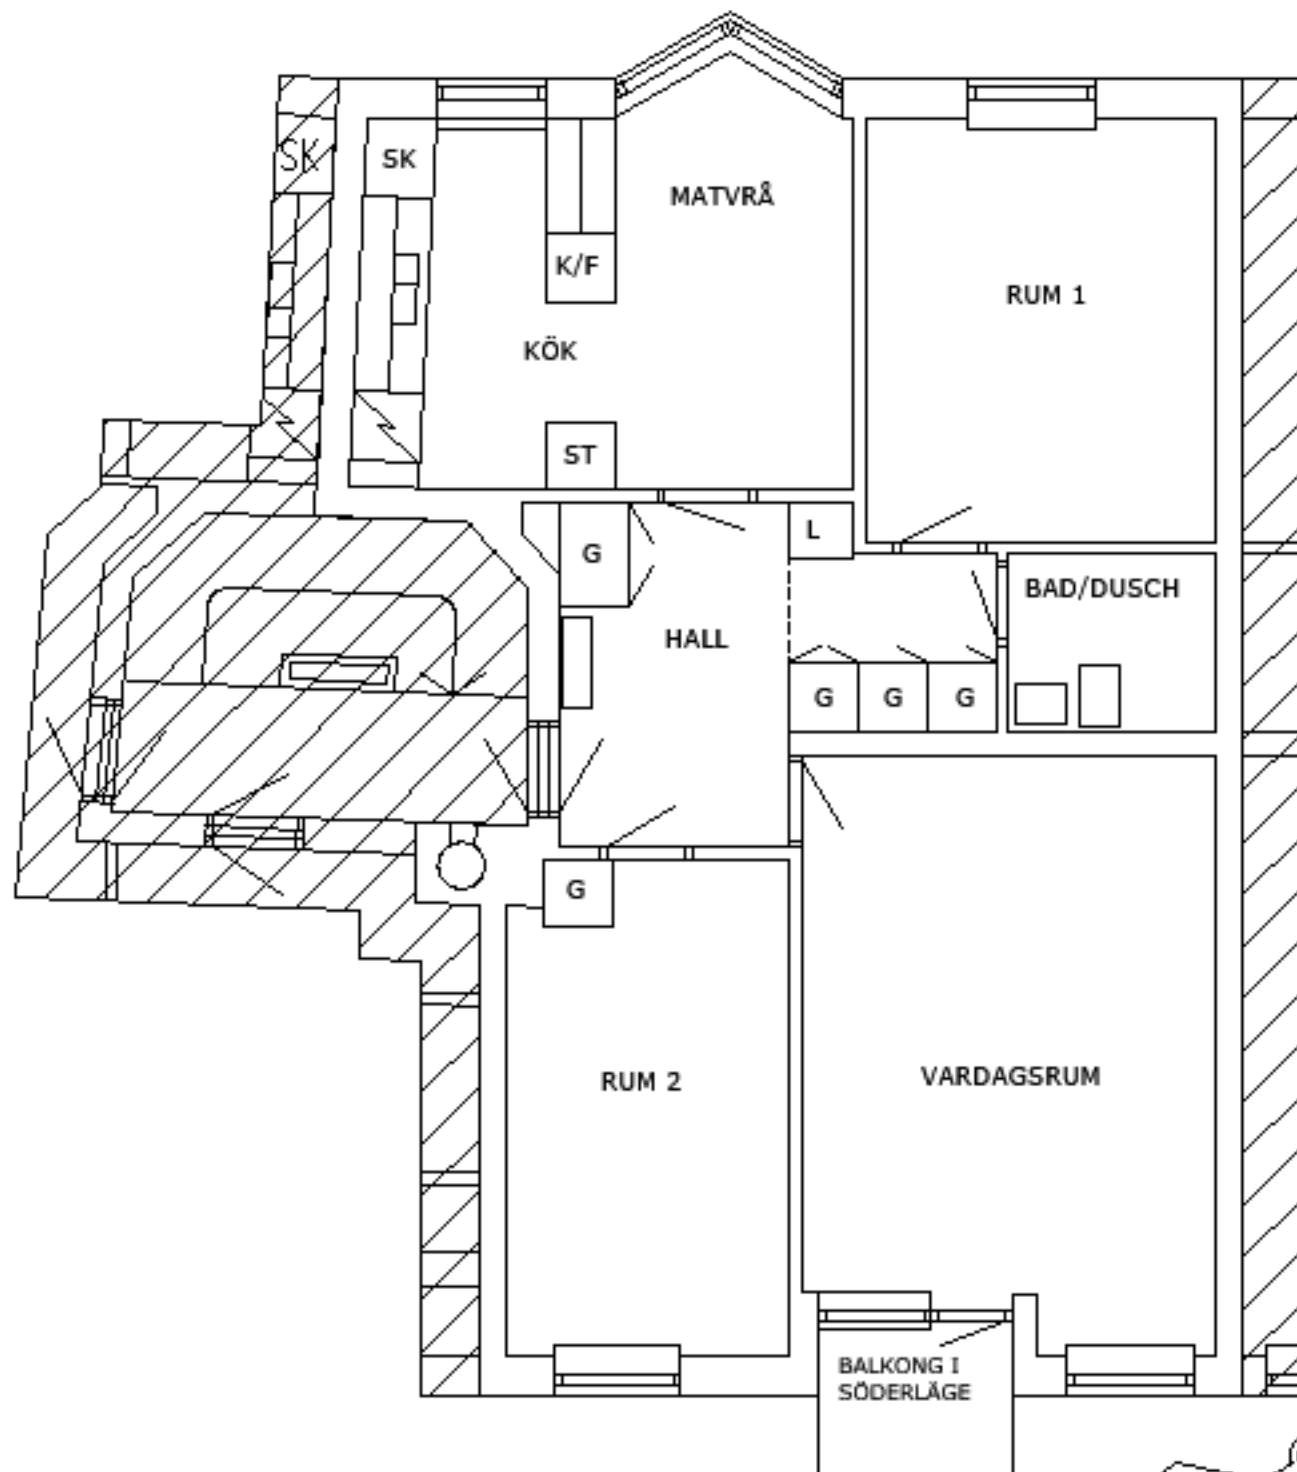 SK
SK
MATVRÅ
K/F
RUM 1
KÖK
ST
G
L
BAD/DUSCH
HALL
G
G
G
G
RUM 2
VARDAGSRUM
BALKONG I
SÖDERLÄGE